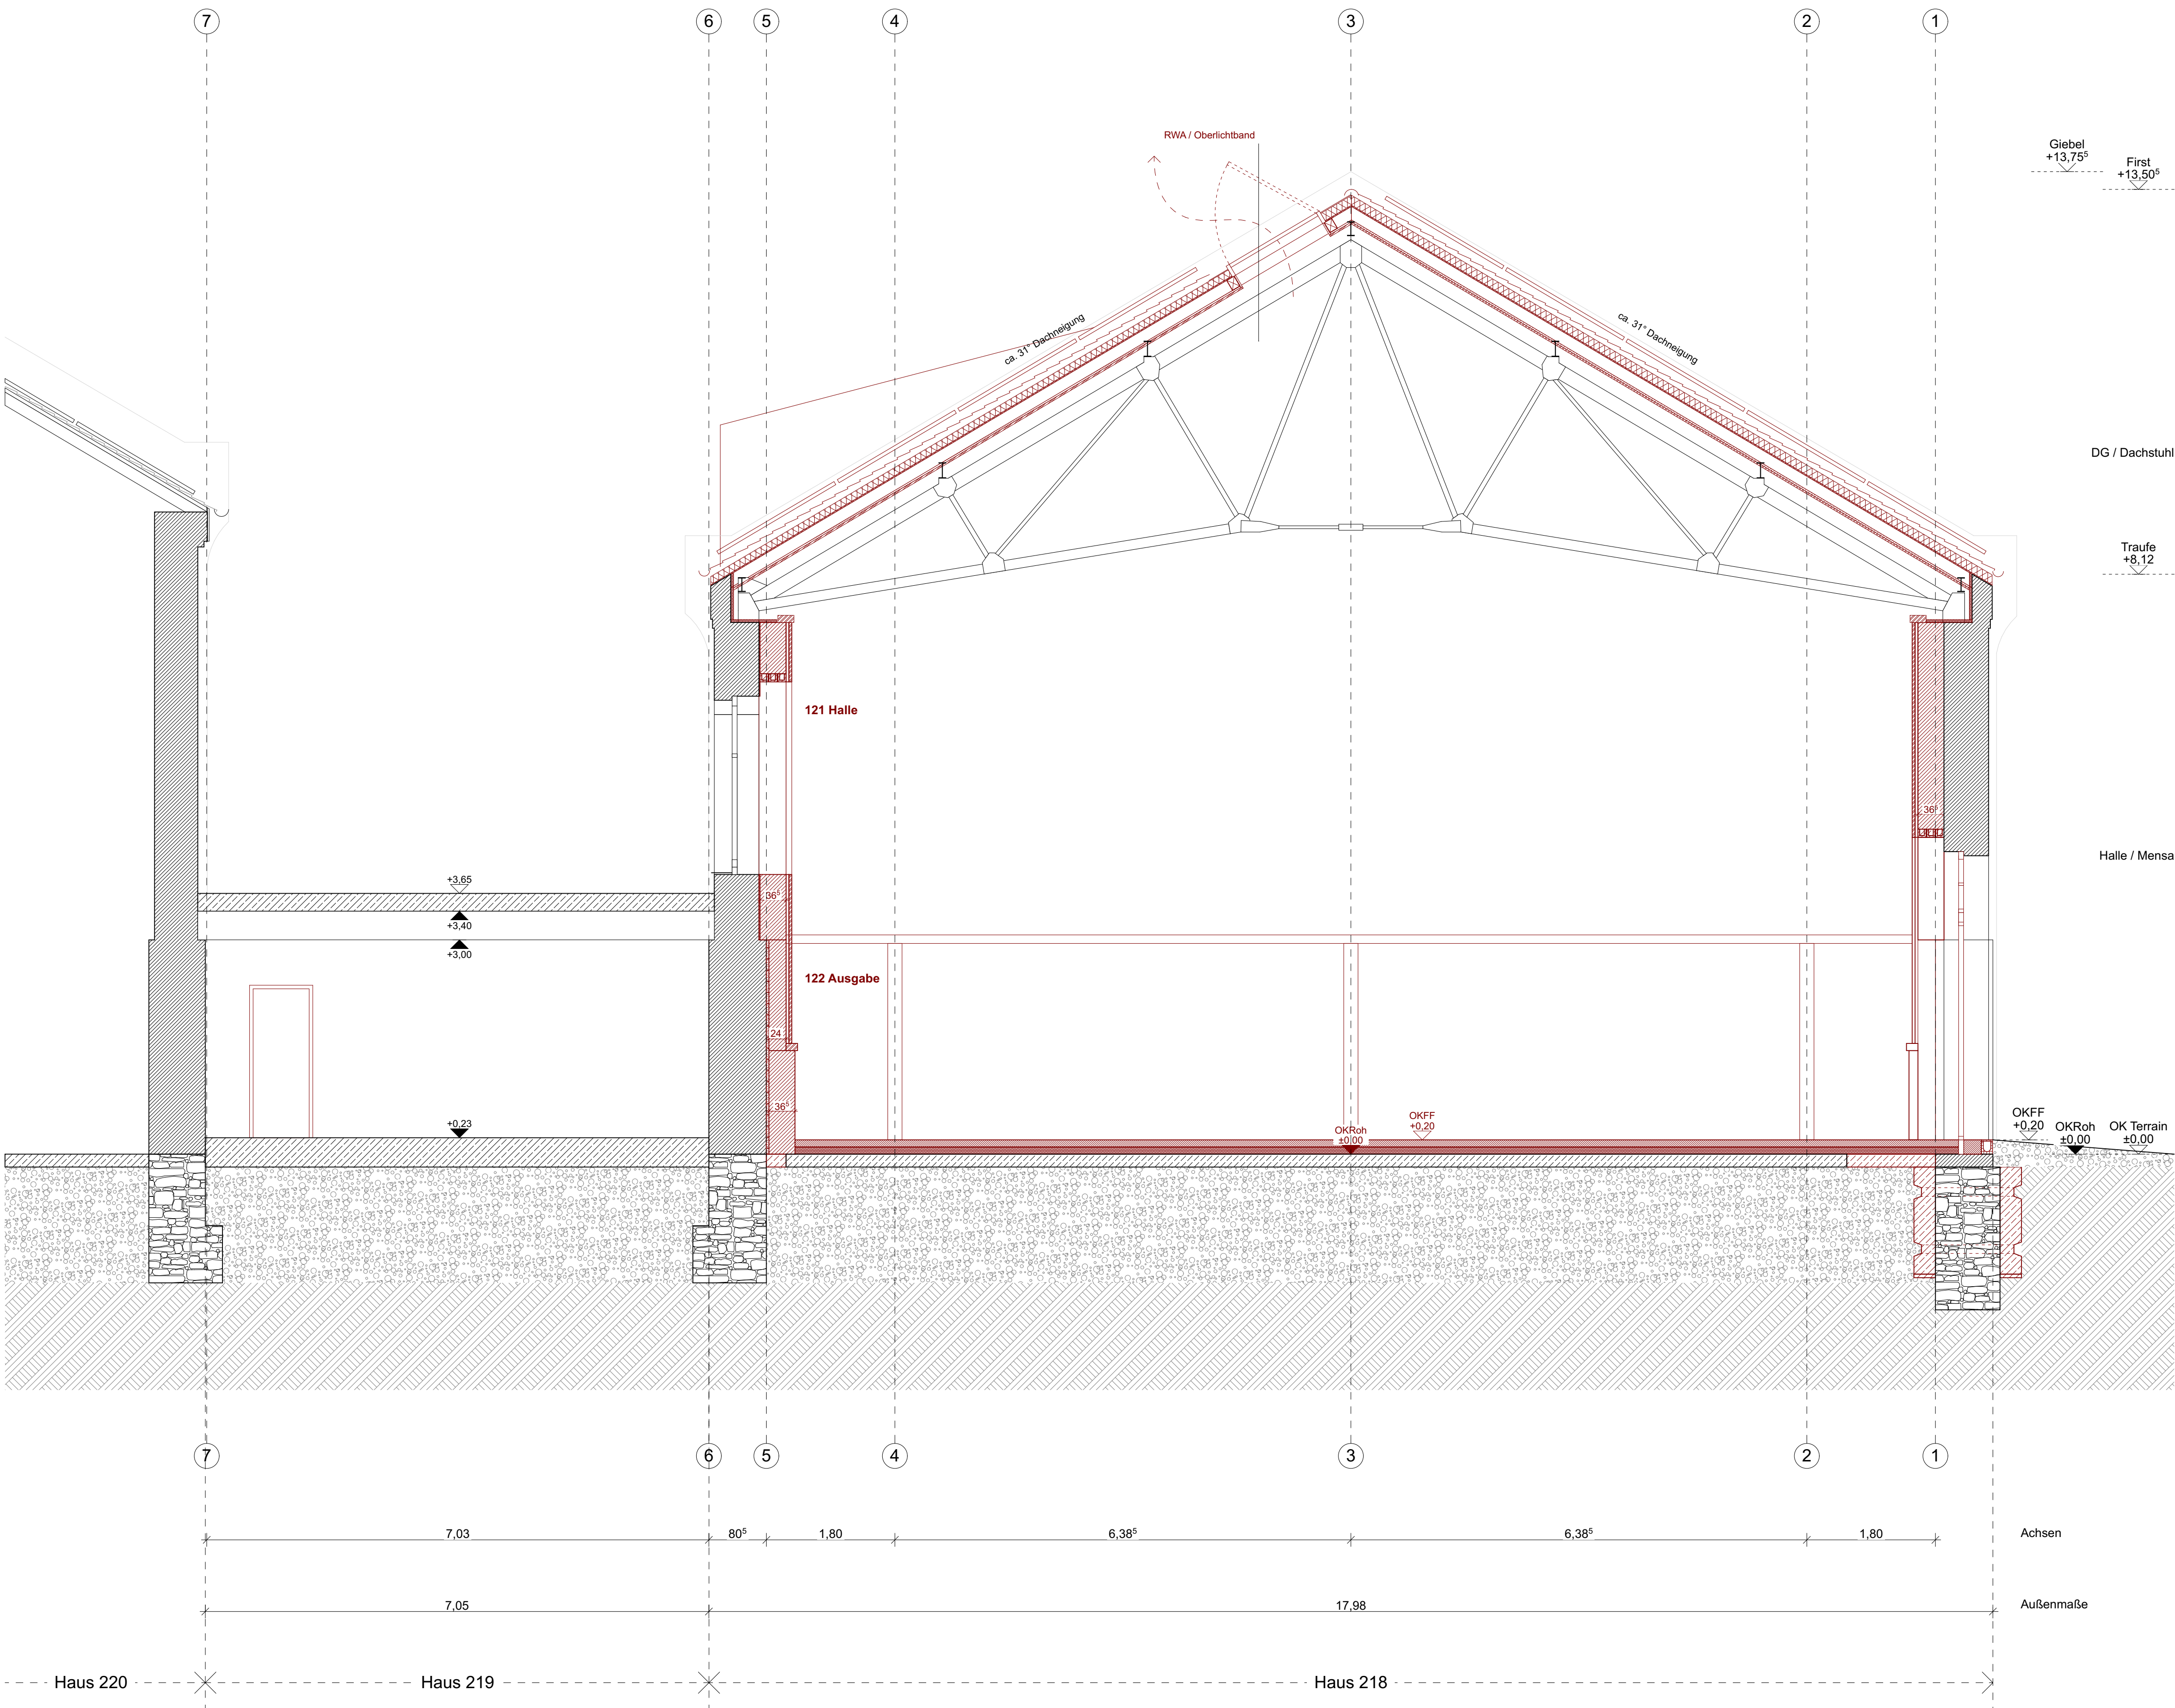 7 6 5 4 3 2 1
RWA / Oberlichtband
Giebel
+13,75⁵
First
+13,50⁵
ca. 31° Dachneigung
ca. 31° Dachneigung
DG / Dachstuhl
Traufe
+8,12
121 Halle
36⁵
Halle / Mensa
+3,65
36⁵
+3,40
+3,00
122 Ausgabe
24
36⁵
+0,23
OKRoh
±0,00
OKFF
+0,20
OKFF
+0,20
OKRoh
±0,00
OK Terrain
±0,00
7 6 5 4 3 2 1
7,03 80⁵ 1,80 6,38⁵ 6,38⁵ 1,80 Achsen
7,05 17,98 Außenmaße
Haus 220 Haus 219 Haus 218